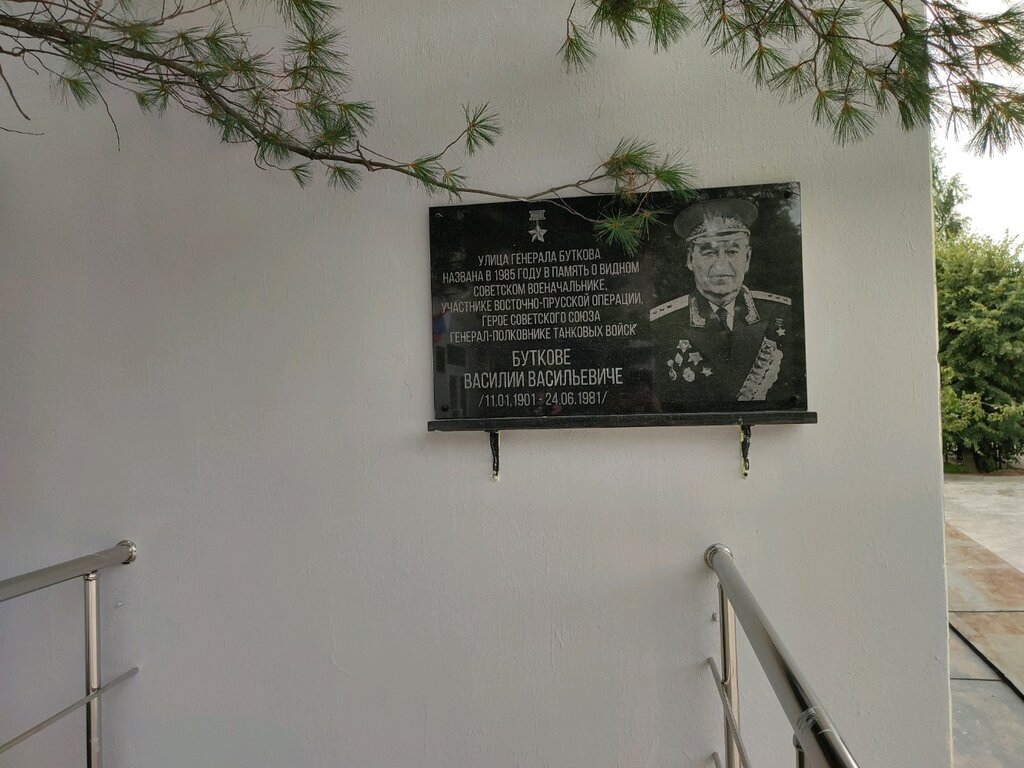 УЛИЦА ГЕНЕРАЛА БУТКОВА
НАЗВАНА В 1985 ГОДУ В ПАМЯТЬ О ВИДНОМ
СОВЕТСКОМ ВОЕНАЧАЛЬНИКЕ,
УЧАСТНИКЕ ВОСТОЧНО-ПРУССКОЙ ОПЕРАЦИИ,
ГЕРОЕ СОВЕТСКОГО СОЮЗА
ГЕНЕРАЛ-ПОЛКОВНИКЕ ТАНКОВЫХ ВОЙСК
БУТКОВЕ
ВАСИЛИИ ВАСИЛЬЕВИЧЕ
/11.01.1901 - 24.06.1981/